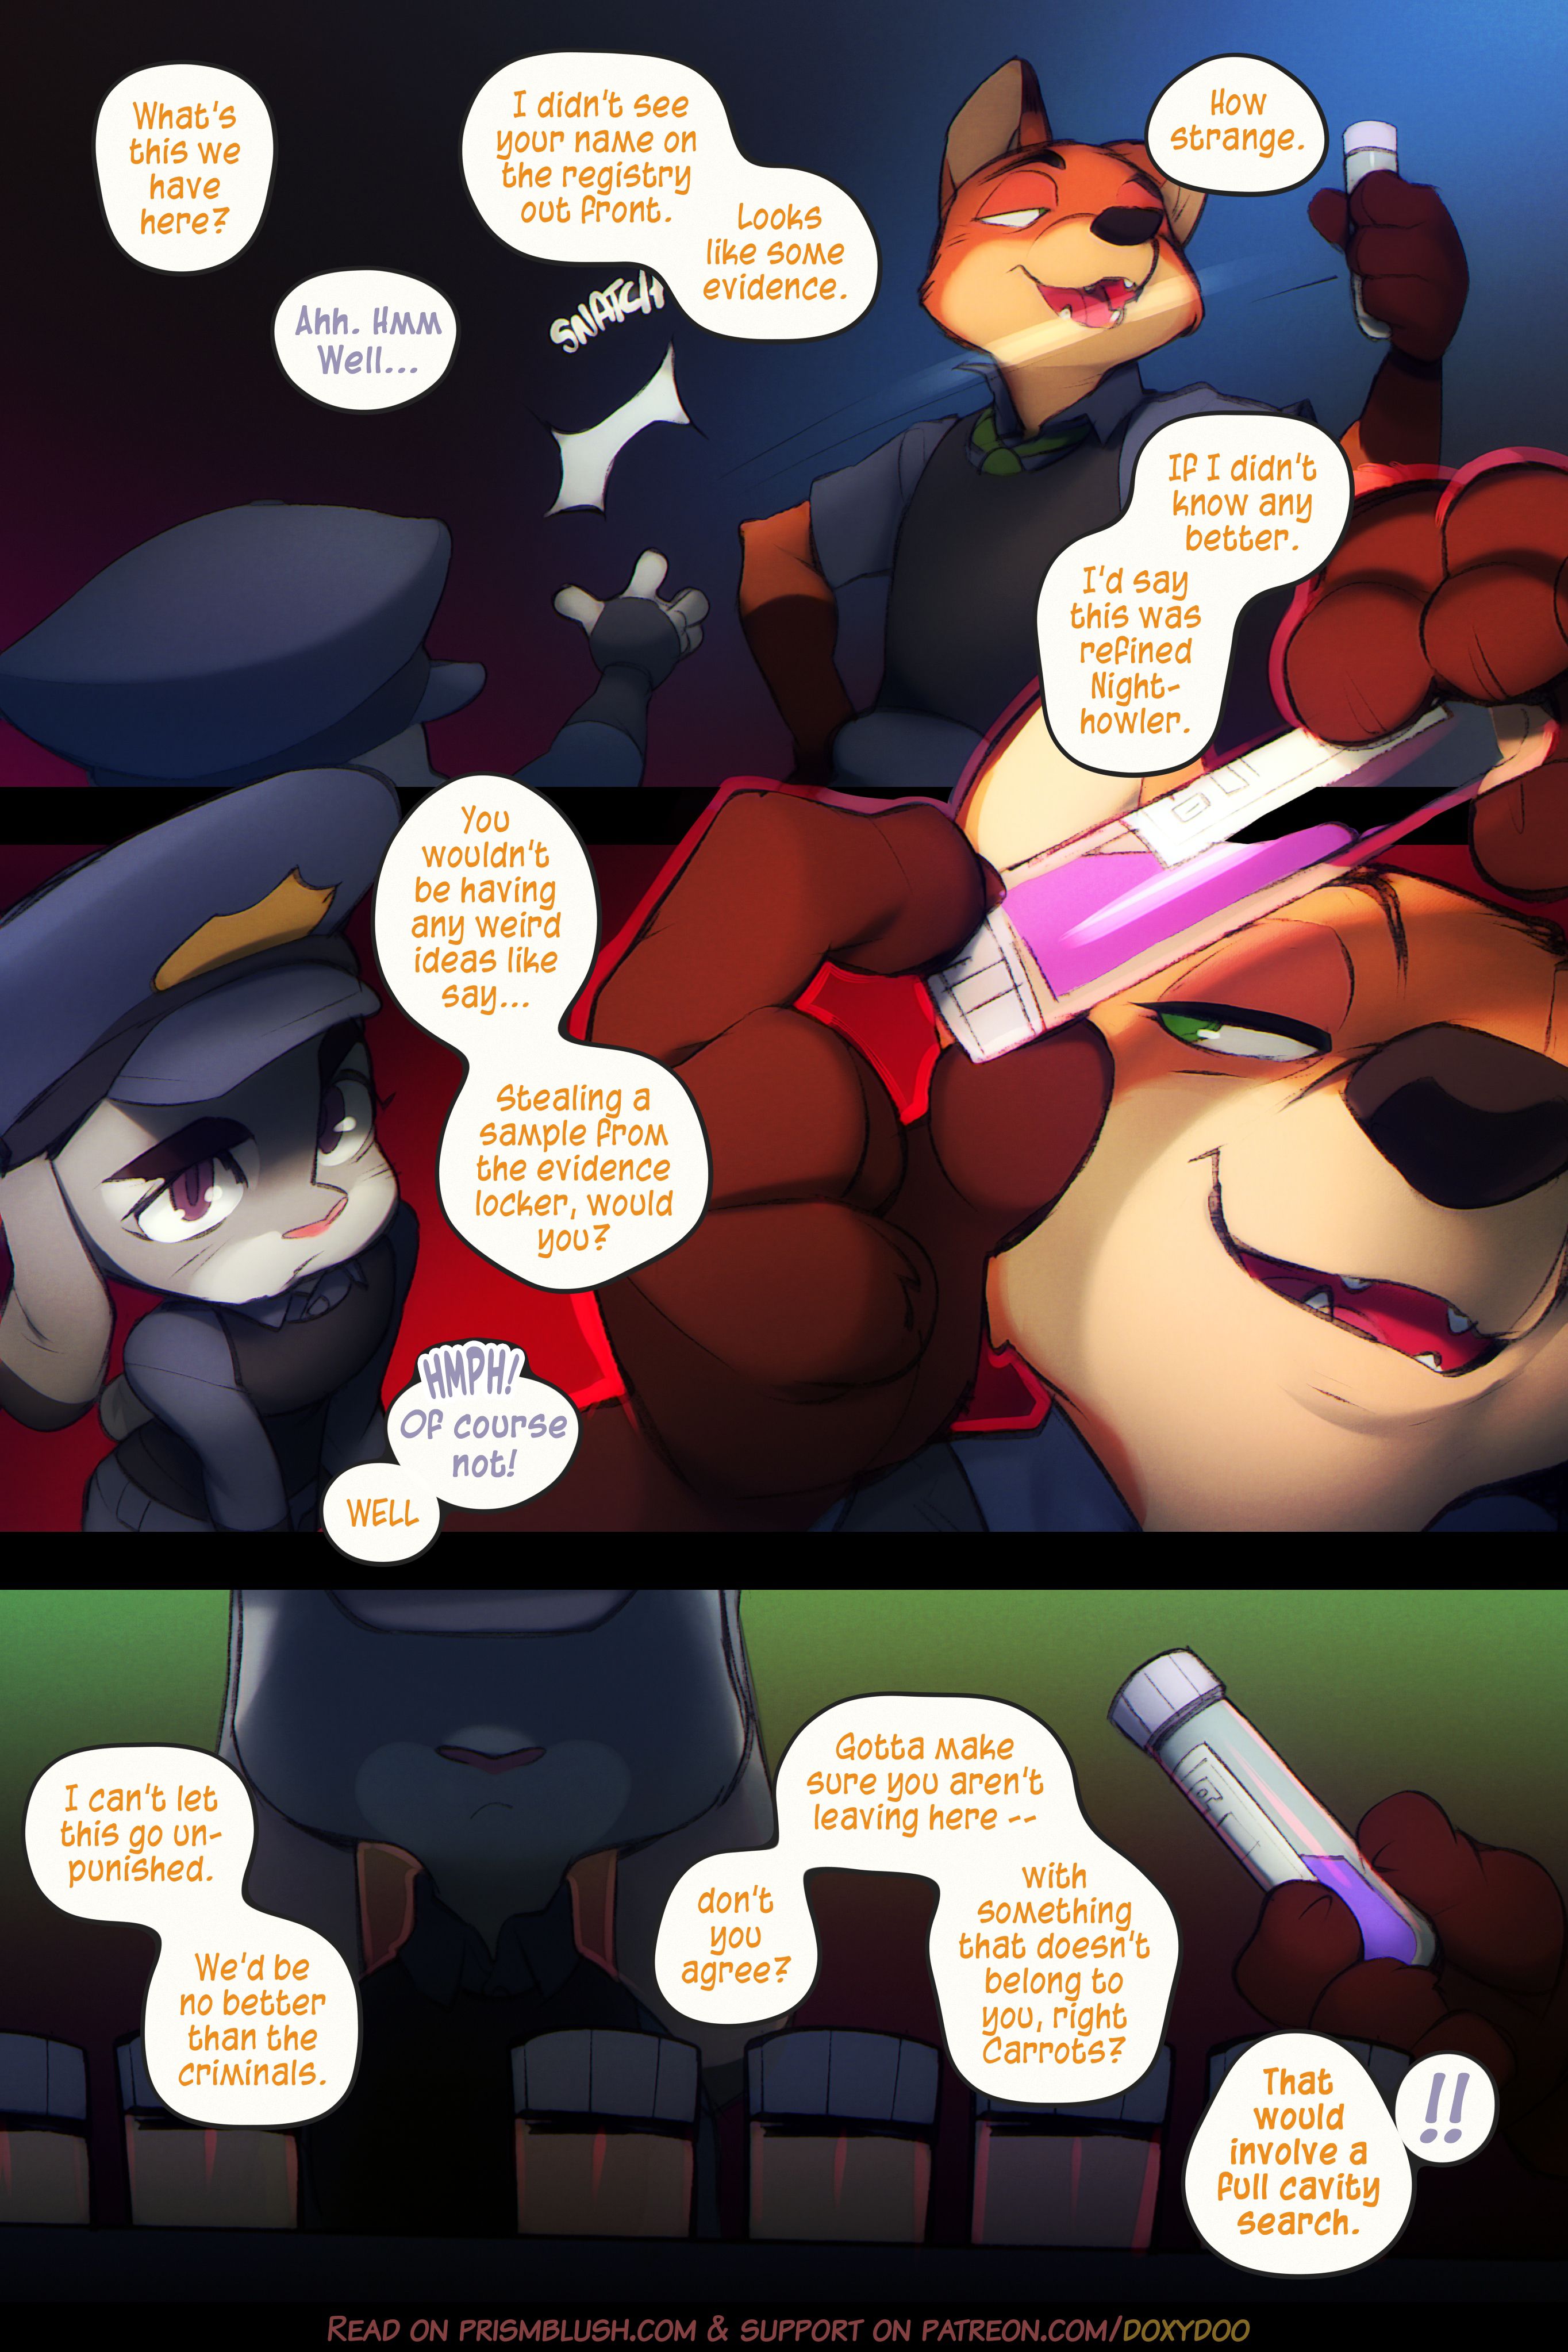 What's
this we
have
here?
Ahh. Hmm
Well...
I didn't see
your name on
the registry
out front.
Looks
like some
evidence.
SNATCH
How
strange.
If I didn't
know any
better.
I'd say
this was
refined
Night-
howler.
You
wouldn't
be having
any weird
ideas like
say...
Stealing a
sample from
the evidence
locker, would
you?
HMPH!
Of course
not!
WELL
I can't let
this go un-
punished.
We'd be
no better
than the
criminals.
Gotta make
sure you aren't
leaving here --
with
something
that doesn't
belong to
you, right
Carrots?
don't
you
agree?
That
would
involve a
full cavity
search.
!!
READ ON PRISMBLUSH.COM & SUPPORT ON PATREON.COM/DOXYDOO